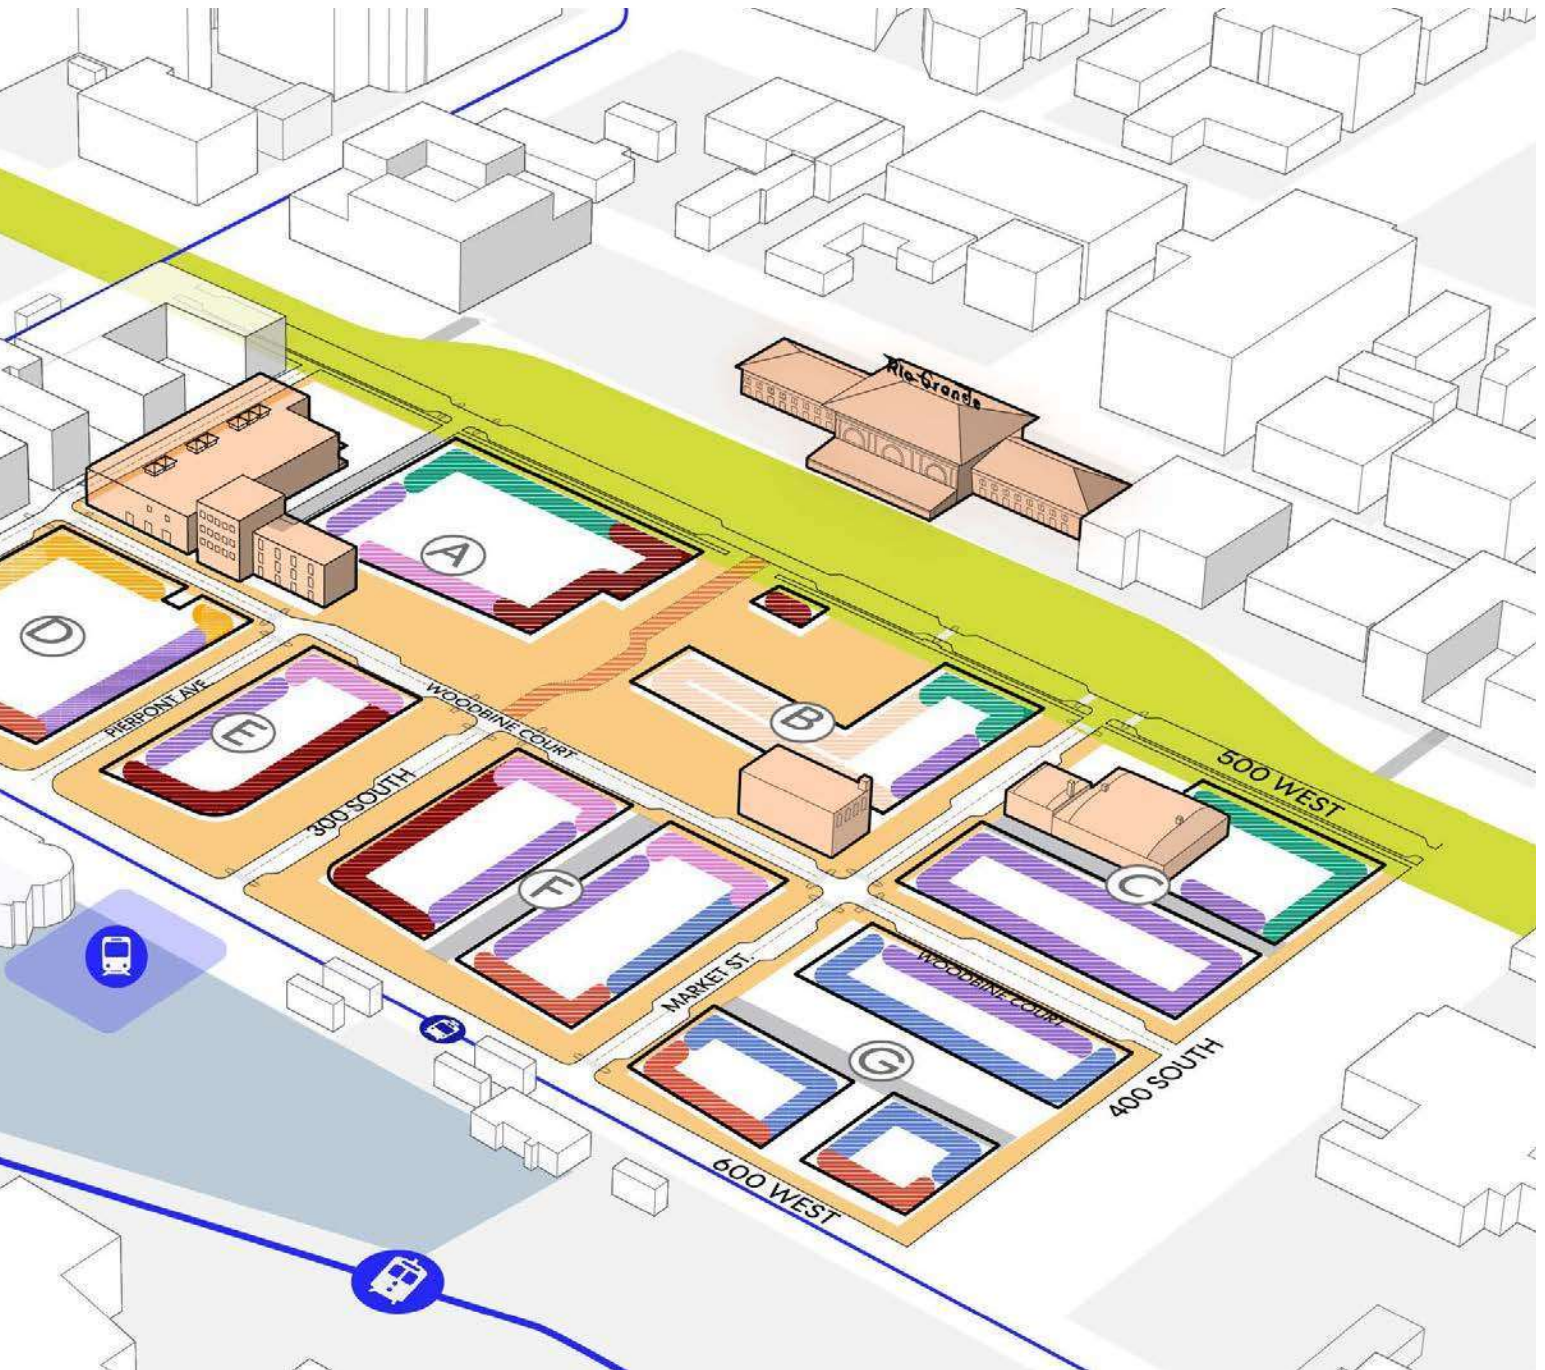 Rio Grande
A
D
B
PIERPONT AVE
WOODBINE COURT
E
500 WEST
300 SOUTH
F
C
MARKET ST.
WOODBINE COURT
G
400 SOUTH
600 WEST